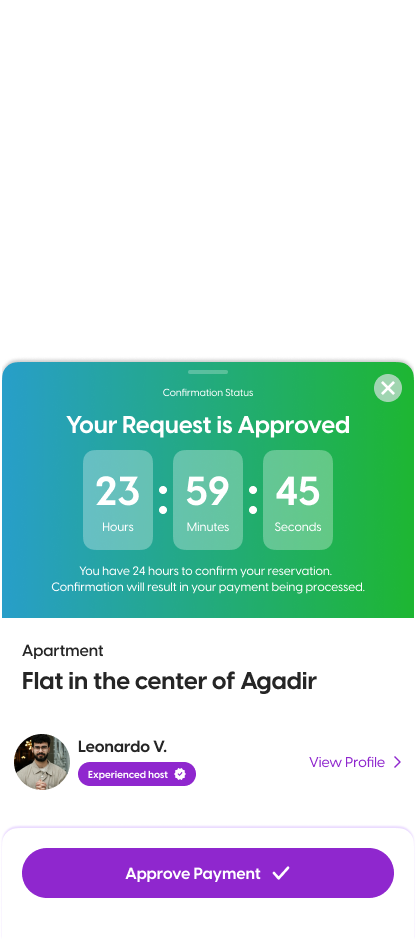 Confirmation Status
Your Request is Approved
23 : 59 : 45
Hours Minutes Seconds
You have 24 hours to confirm your reservation.
Confirmation will result in your payment being processed.
Apartment
Flat in the center of Agadir
Leonardo V.
Experienced host
View Profile
Approve Payment